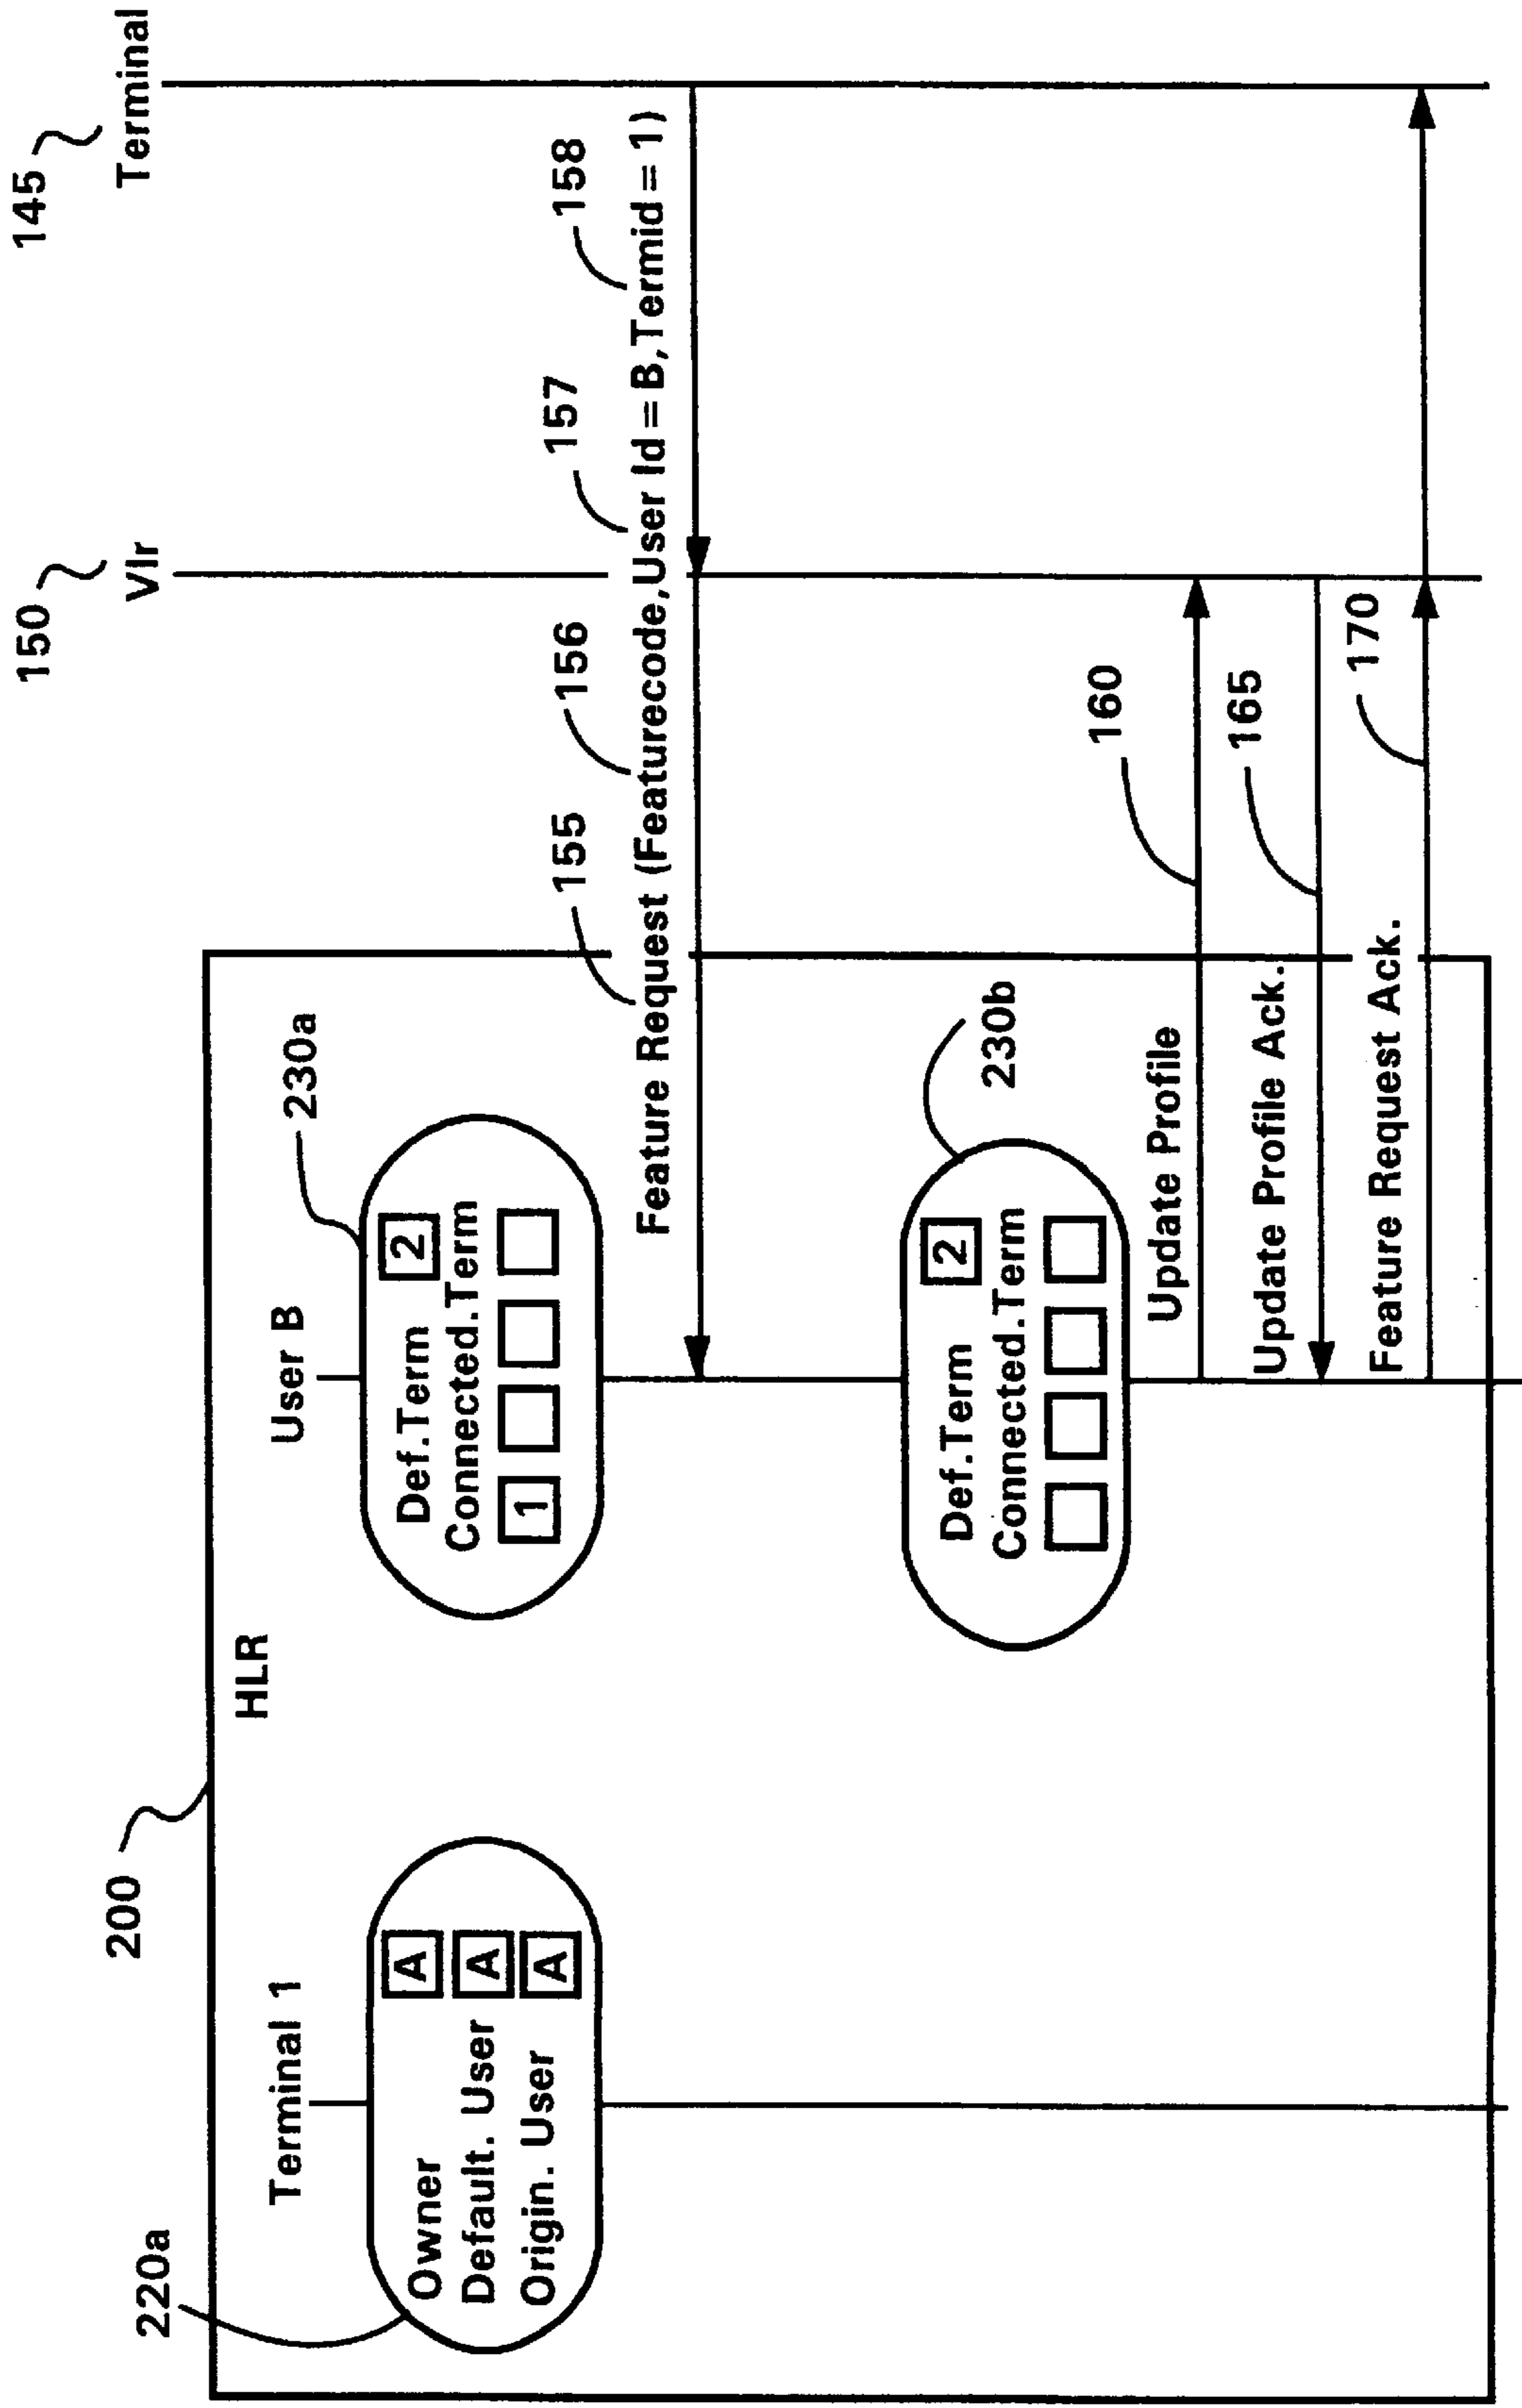 145
Terminal
150
Vlr
200
HLR
220a
Terminal 1
Owner A
Default. User A
Origin. User A
User B
230a
Def.Term 2
Connected.Term
1
155
156
157
158
Feature Request (Featurecode,User Id=B,Termid=1)
230b
Def.Term 2
Connected.Term
Update Profile
160
Update Profile Ack.
165
Feature Request Ack.
170